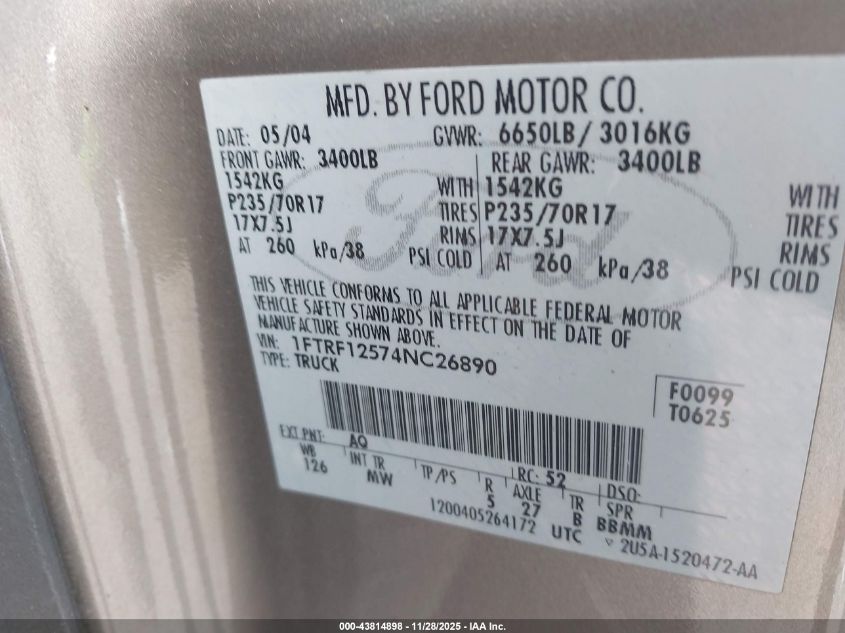 MFD. BY FORD MOTOR CO.
DATE: 05/04 GVWR: 6650LB/ 3016KG
FRONT GAWR: 3400LB REAR GAWR: 3400LB
1542KG WITH 1542KG WITH
P235/70R17 TIRES P235/70R17 TIRES
17X7.5J RIMS 17X7.5J RIMS
AT 260 kPa/38 PSI COLD AT 260 kPa/38 PSI COLD
Ford
THIS VEHICLE CONFORMS TO ALL APPLICABLE FEDERAL MOTOR
VEHICLE SAFETY STANDARDS IN EFFECT ON THE DATE OF
MANUFACTURE SHOWN ABOVE.
VIN: 1FTRF12574NC26890
TYPE: TRUCK
F0099
T0625
EXT PNT: AQ RC: 52 DSO:
WB INT TR TP/PS R AXLE TR SPR
126 MW 5 27 B BBMM
1200405264172 UTC ▽ 2U5A-1520472-AA
000-43814898 - 11/28/2025 - IAA Inc.